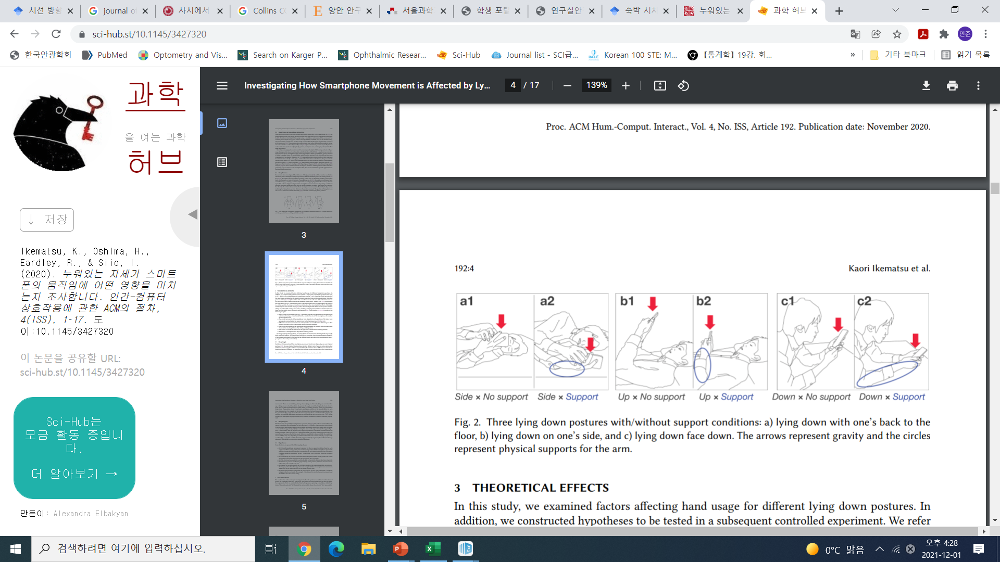 시선 방향
journal o
사시에서
Collins CO
양안 안구
서울과학
학생 포털
연구실안
숙박 시차
누워있는
과학 허브
sci-hub.st/10.1145/3427320
민준
한국안광학회
PubMed
Optometry and Vis...
Search on Karger P...
Ophthalmic Resear...
Sci-Hub
Journal list - SCI급...
Korean 100 STE: M...
【통계학】19강. 회...
»
기타 북마크
읽기 목록
과학
을 여는 과학
허브
↓ 저장
Ikematsu, K., Oshima, H.,
Eardley, R., & Siio, I.
(2020). 누워있는 자세가 스마트
폰의 움직임에 어떤 영향을 미치
는지 조사합니다. 인간-컴퓨터
상호작용에 관한 ACM의 절차,
4(ISS), 1-17. 도
이:10.1145/3427320
이 논문을 공유할 URL:
sci-hub.st/10.1145/3427320
Sci-Hub는
모금 활동 중입니
다.
더 알아보기 →
만든이: Alexandra Elbakyan
Investigating How Smartphone Movement is Affected by Ly...
4 / 17
139%
3
4
5
Proc. ACM Hum.-Comput. Interact., Vol. 4, No. ISS, Article 192. Publication date: November 2020.
192:4
Kaori Ikematsu et al.
a1 a2 b1 b2 c1 c2
Side × No support Side × Support Up × No support Up × Support Down × No support Down × Support
Fig. 2. Three lying down postures with/without support conditions: a) lying down with one's back to the
floor, b) lying down on one's side, and c) lying down face down. The arrows represent gravity and the circles
represent physical supports for the arm.
3 THEORETICAL EFFECTS
In this study, we examined factors affecting hand usage for different lying down postures. In
addition, we constructed hypotheses to be tested in a subsequent controlled experiment. We refer
검색하려면 여기에 입력하십시오.
0°C 맑음
오후 4:28
2021-12-01